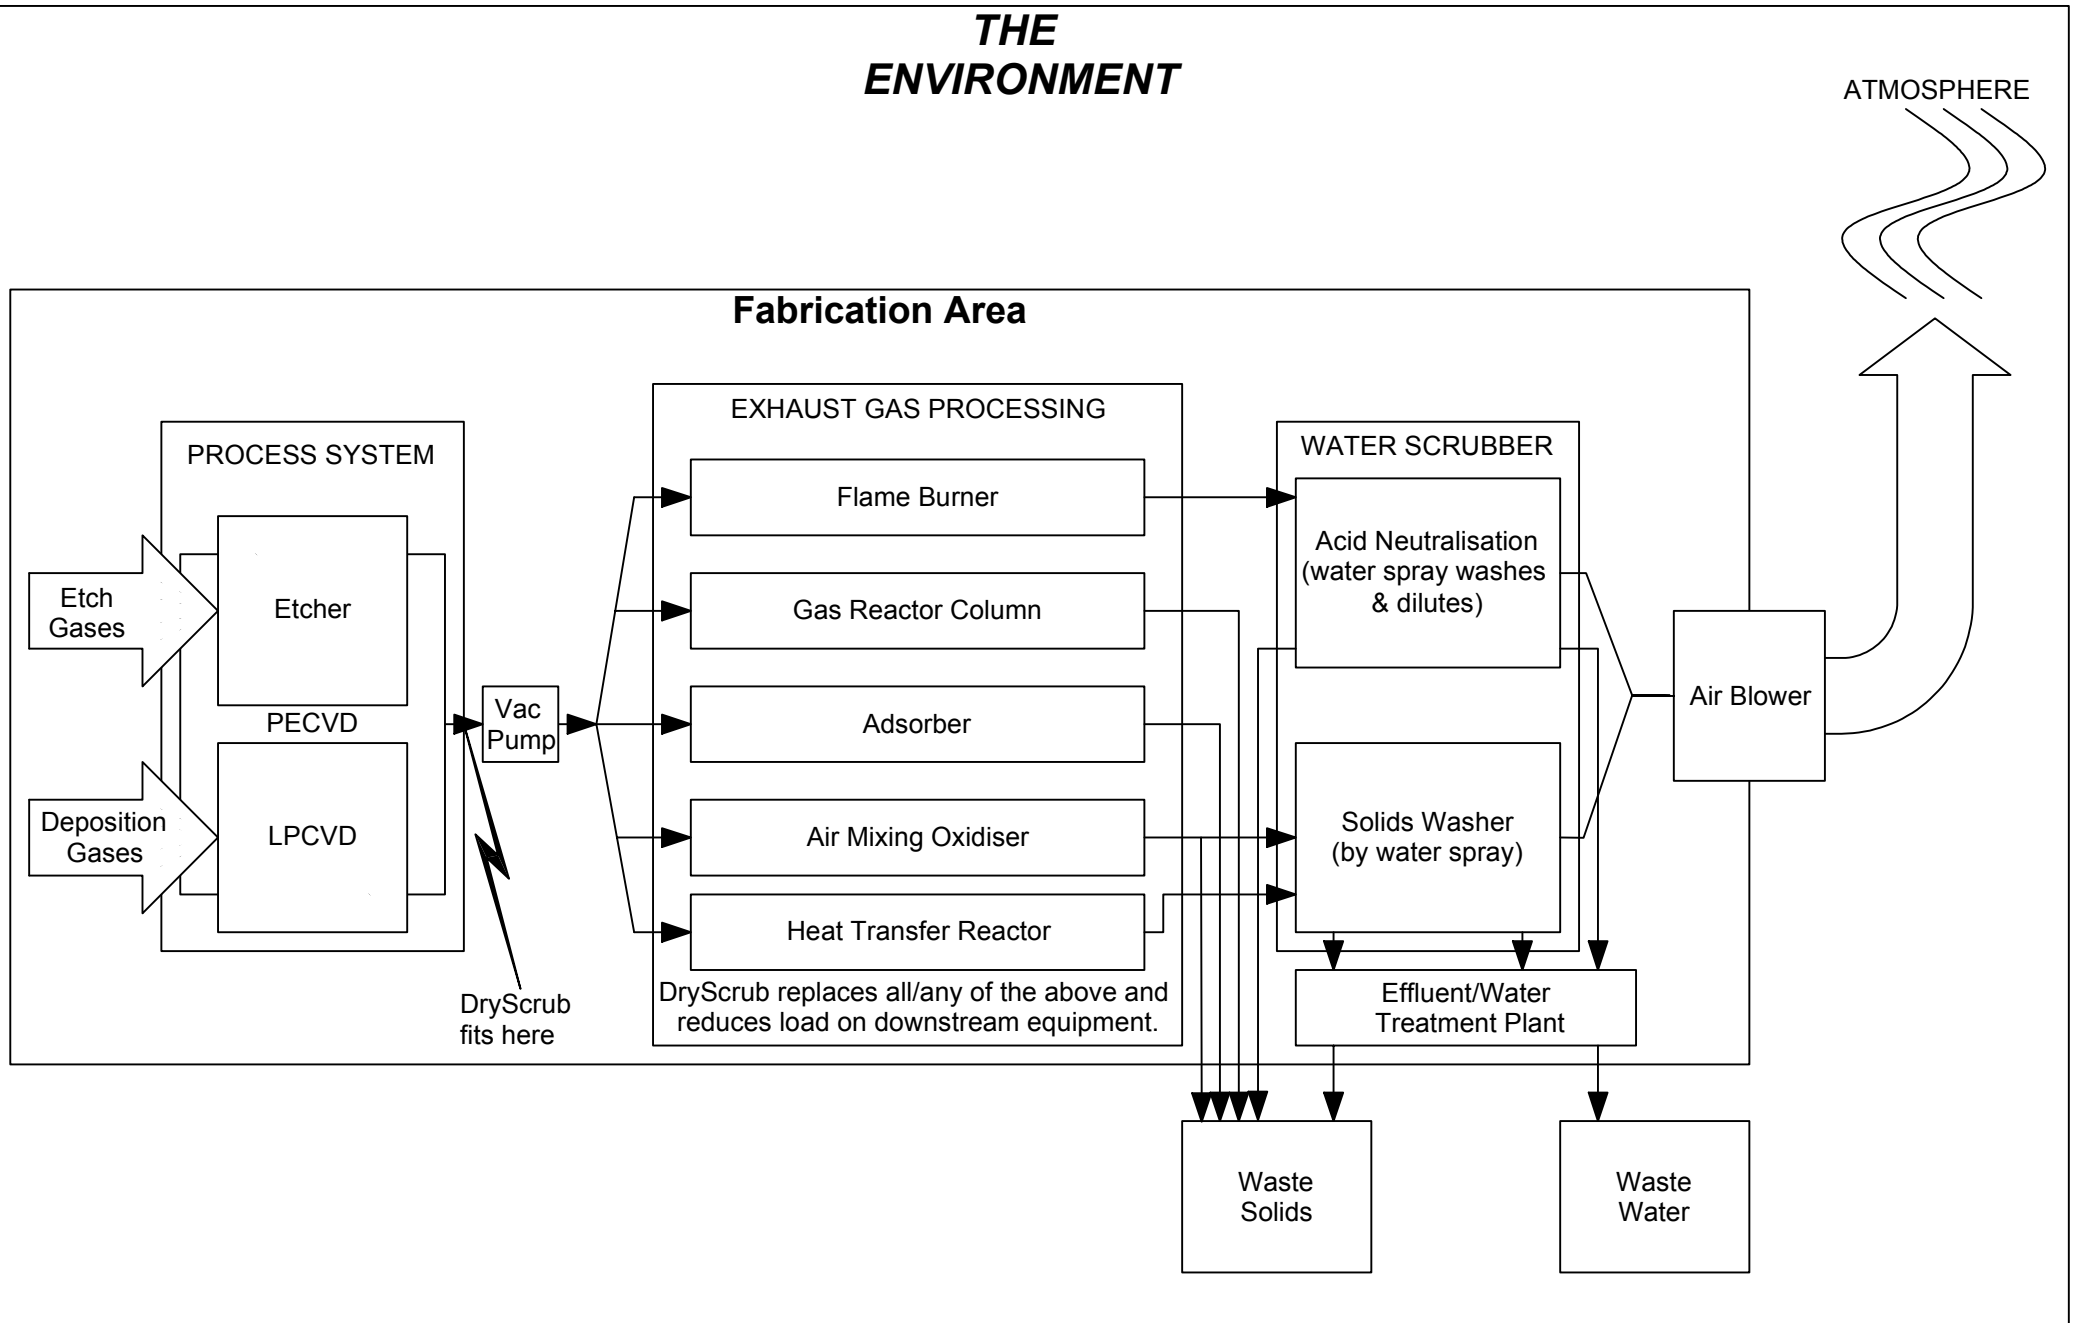 THE
ENVIRONMENT
ATMOSPHERE
Fabrication Area
PROCESS SYSTEM
Etch
Gases
Etcher
PECVD
Deposition
Gases
LPCVD
Vac
Pump
DryScrub
fits here
EXHAUST GAS PROCESSING
Flame Burner
Gas Reactor Column
Adsorber
Air Mixing Oxidiser
Heat Transfer Reactor
DryScrub replaces all/any of the above and
reduces load on downstream equipment.
WATER SCRUBBER
Acid Neutralisation
(water spray washes
& dilutes)
Solids Washer
(by water spray)
Effluent/Water
Treatment Plant
Air Blower
Waste
Solids
Waste
Water